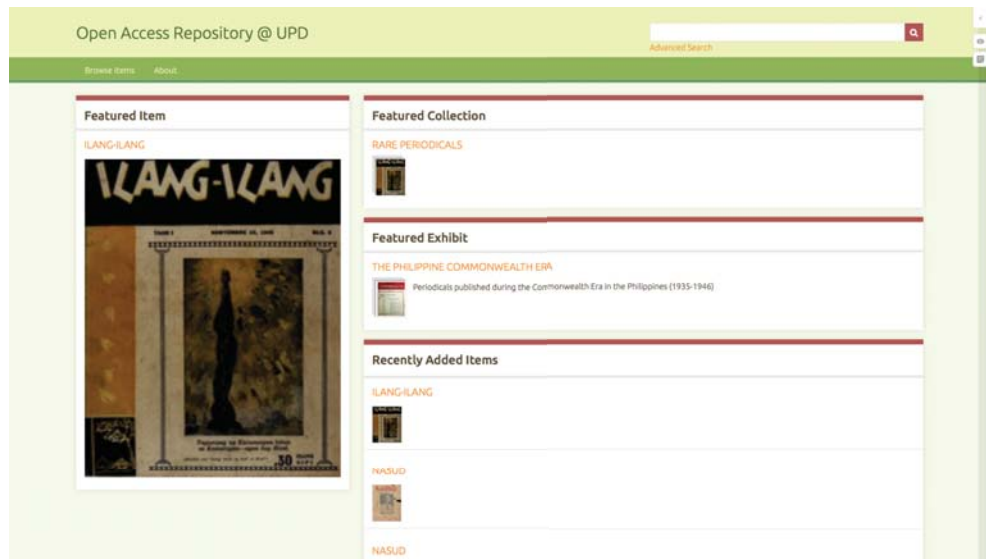 Open Access Repository @ UPD
Advanced Search
Browse Items About
Featured Item
ILANG-ILANG
ILANG-ILANG
30
Featured Collection
RARE PERIODICALS
Featured Exhibit
THE PHILIPPINE COMMONWEALTH ERA
Periodicals published during the Commonwealth Era in the Philippines (1935-1946)
Recently Added Items
ILANG-ILANG
NASUD
NASUD